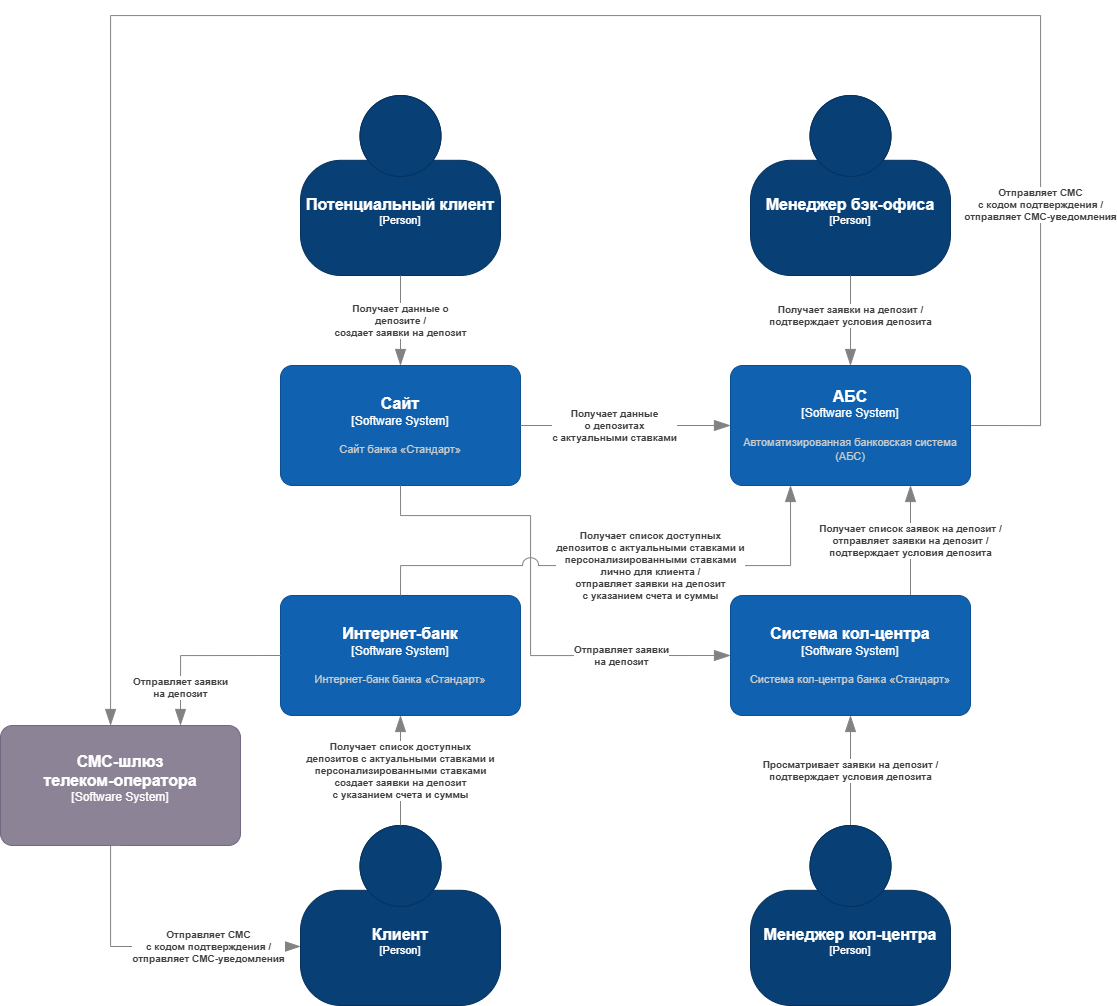 Потенциальный клиент
[Person]
Менеджер бэк-офиса
[Person]
Отправляет СМС
с кодом подтверждения /
отправляет СМС-уведомления
Получает данные о
депозите /
создает заявки на депозит
Получает заявки на депозит /
подтверждает условия депозита
Сайт
[Software System]
Сайт банка «Стандарт»
Получает данные
о депозитах
с актуальными ставками
АБС
[Software System]
Автоматизированная банковская система
(АБС)
Получает список доступных
депозитов с актуальными ставками и
персонализированными ставками
лично для клиента /
отправляет заявки на депозит
с указанием счета и суммы
Получает список заявок на депозит /
отправляет заявки на депозит /
подтверждает условия депозита
Интернет-банк
[Software System]
Интернет-банк банка «Стандарт»
Отправляет заявки
на депозит
Система кол-центра
[Software System]
Система кол-центра банка «Стандарт»
Отправляет заявки
на депозит
СМС-шлюз
телеком-оператора
[Software System]
Получает список доступных
депозитов с актуальными ставками и
персонализированными ставками
создает заявки на депозит
с указанием счета и суммы
Просматривает заявки на депозит /
подтверждает условия депозита
Отправляет СМС
с кодом подтверждения /
отправляет СМС-уведомления
Клиент
[Person]
Менеджер кол-центра
[Person]